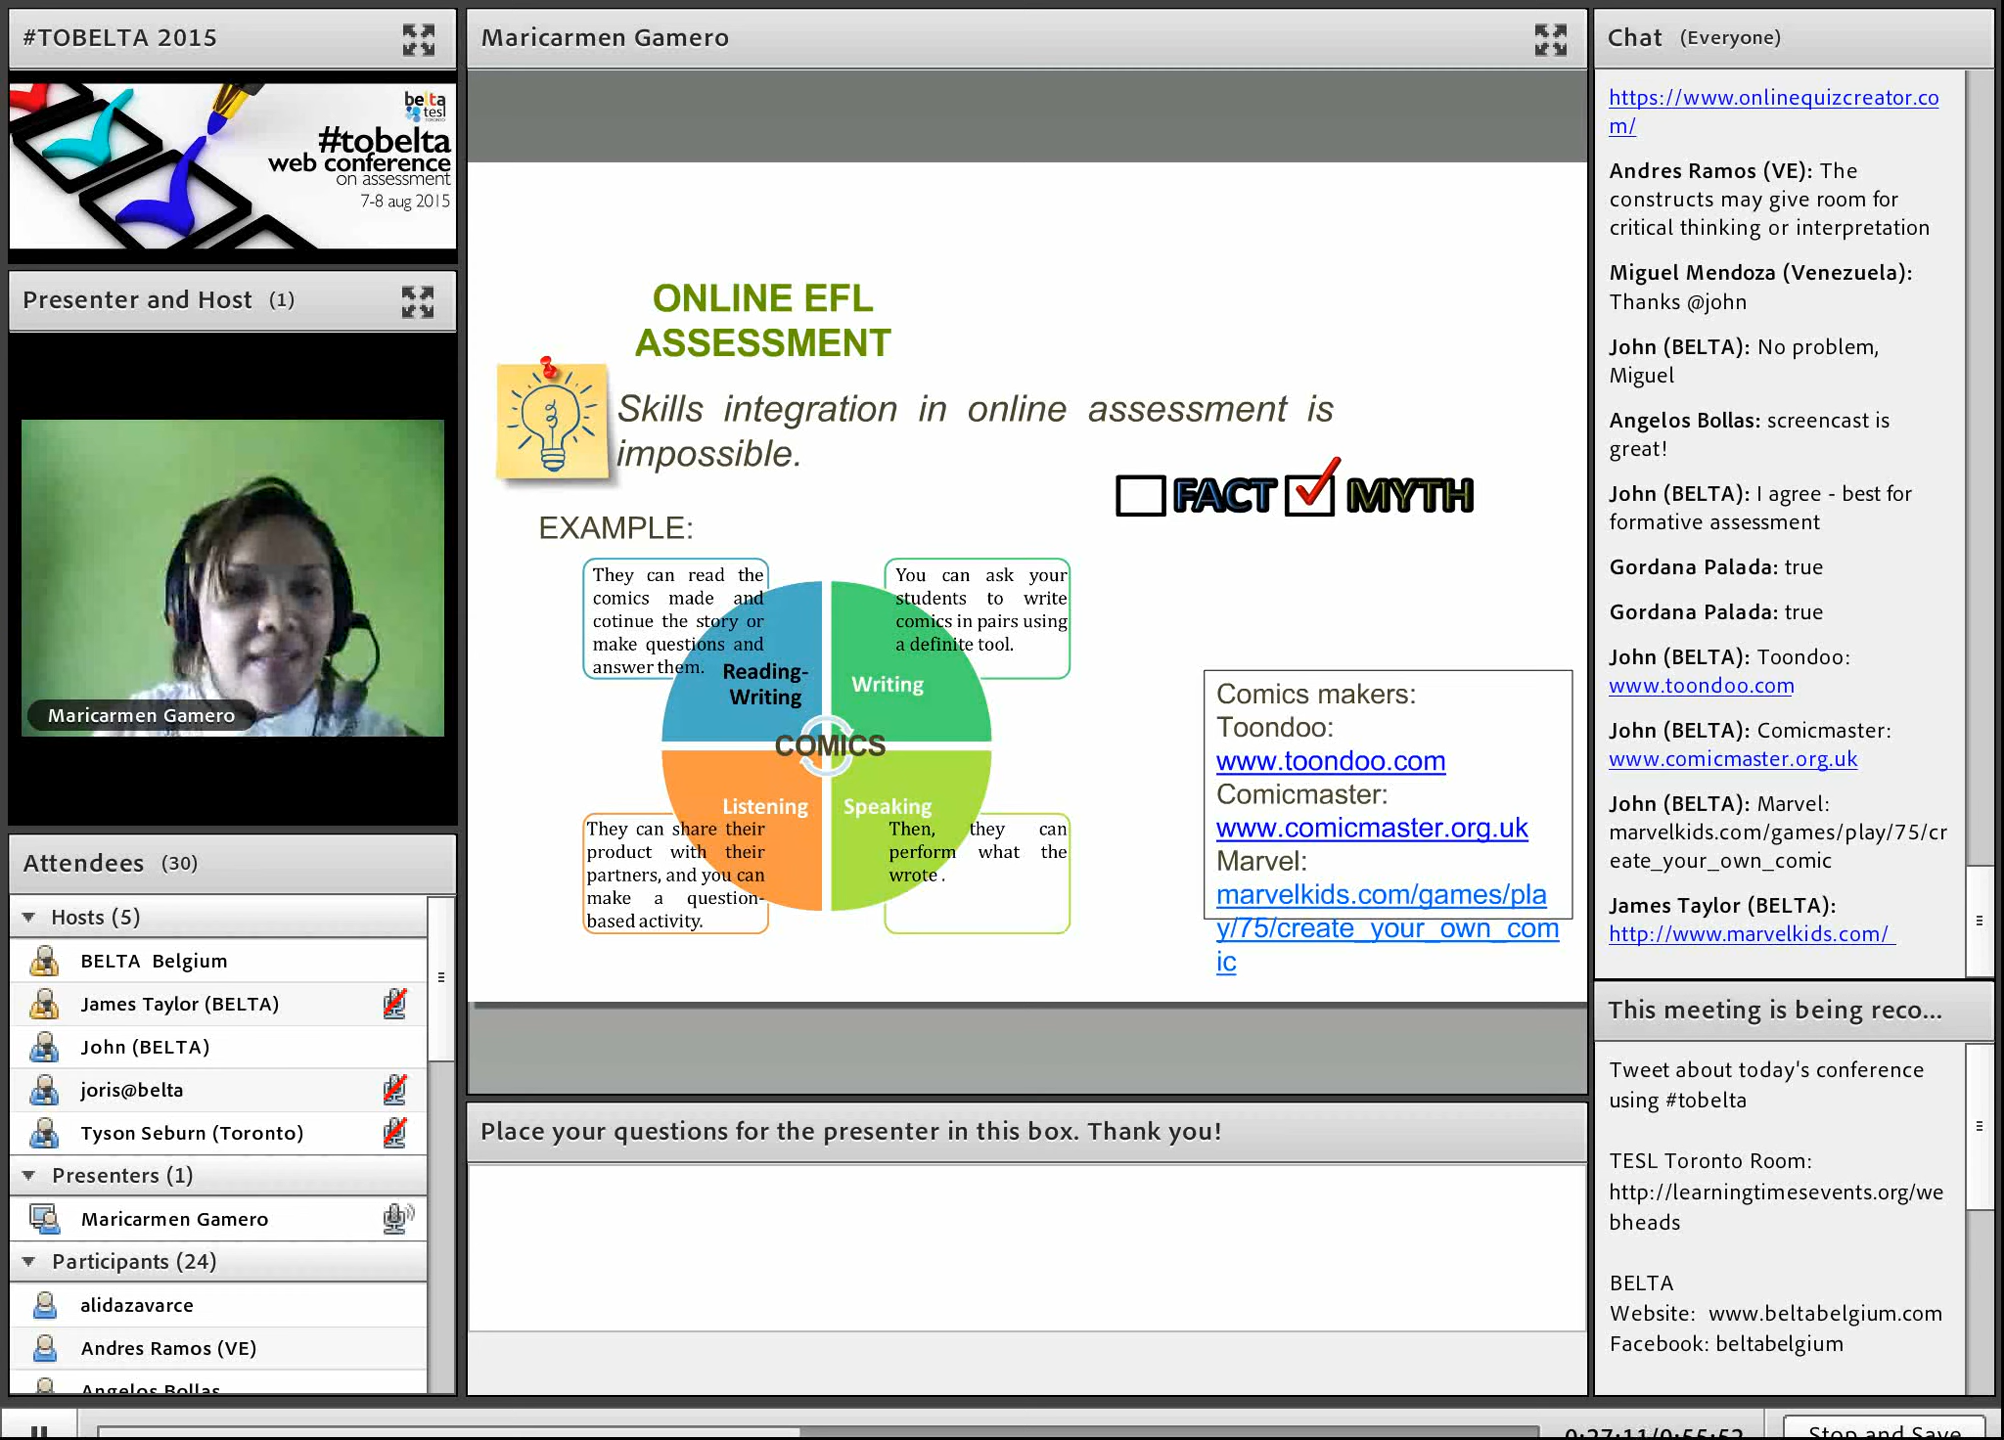 #TOBELTA 2015
belta
tesl
#tobelta
web conference
on assessment
7-8 aug 2015
Presenter and Host (1)
Maricarmen Gamero
Attendees (30)
Hosts (5)
BELTA Belgium
James Taylor (BELTA)
John (BELTA)
joris@belta
Tyson Seburn (Toronto)
Presenters (1)
Maricarmen Gamero
Participants (24)
alidazavarce
Andres Ramos (VE)
Angelos Bollas
Maricarmen Gamero
ONLINE EFL
ASSESSMENT
Skills integration in online assessment is
impossible.
FACT MYTH
EXAMPLE:
They can read the
comics made and
cotinue the story or
make questions and
answer them.
Reading-
Writing
You can ask your
students to write
comics in pairs using
a definite tool.
Writing
COMICS
Listening
They can share their
product with their
partners, and you can
make a question-
based activity.
Speaking
Then, they can
perform what the
wrote .
Comics makers:
Toondoo:
www.toondoo.com
Comicmaster:
www.comicmaster.org.uk
Marvel:
marvelkids.com/games/pla
y/75/create_your_own_com
ic
Place your questions for the presenter in this box. Thank you!
Chat (Everyone)
https://www.onlinequizcreator.co
m/
Andres Ramos (VE): The
constructs may give room for
critical thinking or interpretation
Miguel Mendoza (Venezuela):
Thanks @john
John (BELTA): No problem,
Miguel
Angelos Bollas: screencast is
great!
John (BELTA): I agree - best for
formative assessment
Gordana Palada: true
Gordana Palada: true
John (BELTA): Toondoo:
www.toondoo.com
John (BELTA): Comicmaster:
www.comicmaster.org.uk
John (BELTA): Marvel:
marvelkids.com/games/play/75/cr
eate_your_own_comic
James Taylor (BELTA):
http://www.marvelkids.com/
This meeting is being reco...
Tweet about today's conference
using #tobelta
TESL Toronto Room:
http://learningtimesevents.org/we
bheads
BELTA
Website: www.beltabelgium.com
Facebook: beltabelgium
0:27:11/0:55:52
Stop and Save